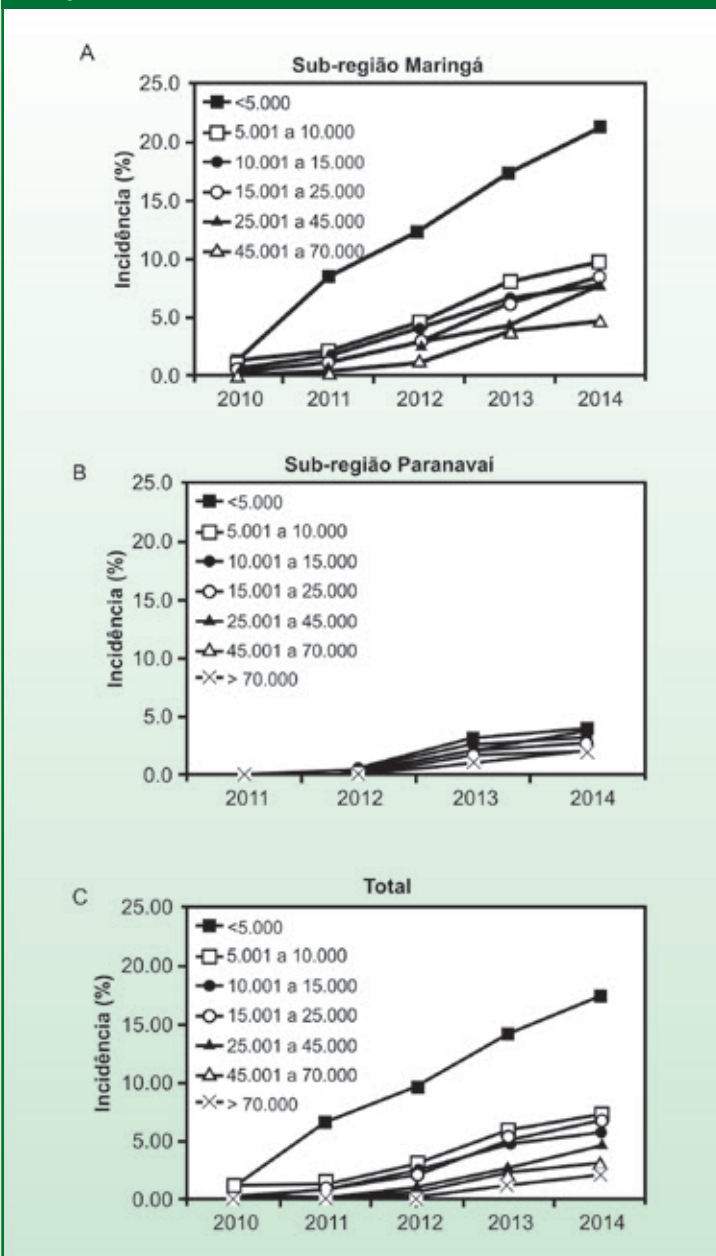 A
Sub-região Maringá
Incidência (%)
25.0
20.0
15.0
10.0
5.0
0.0
<5.000
5.001 a 10.000
10.001 a 15.000
15.001 a 25.000
25.001 a 45.000
45.001 a 70.000
2010 2011 2012 2013 2014
B
Sub-região Paranavaí
Incidência (%)
25.0
20.0
15.0
10.0
5.0
0.0
<5.000
5.001 a 10.000
10.001 a 15.000
15.001 a 25.000
25.001 a 45.000
45.001 a 70.000
> 70.000
2011 2012 2013 2014
C
Total
Incidência (%)
25.00
20.00
15.00
10.00
5.00
0.00
<5.000
5.001 a 10.000
10.001 a 15.000
15.001 a 25.000
25.001 a 45.000
45.001 a 70.000
> 70.000
2010 2011 2012 2013 2014